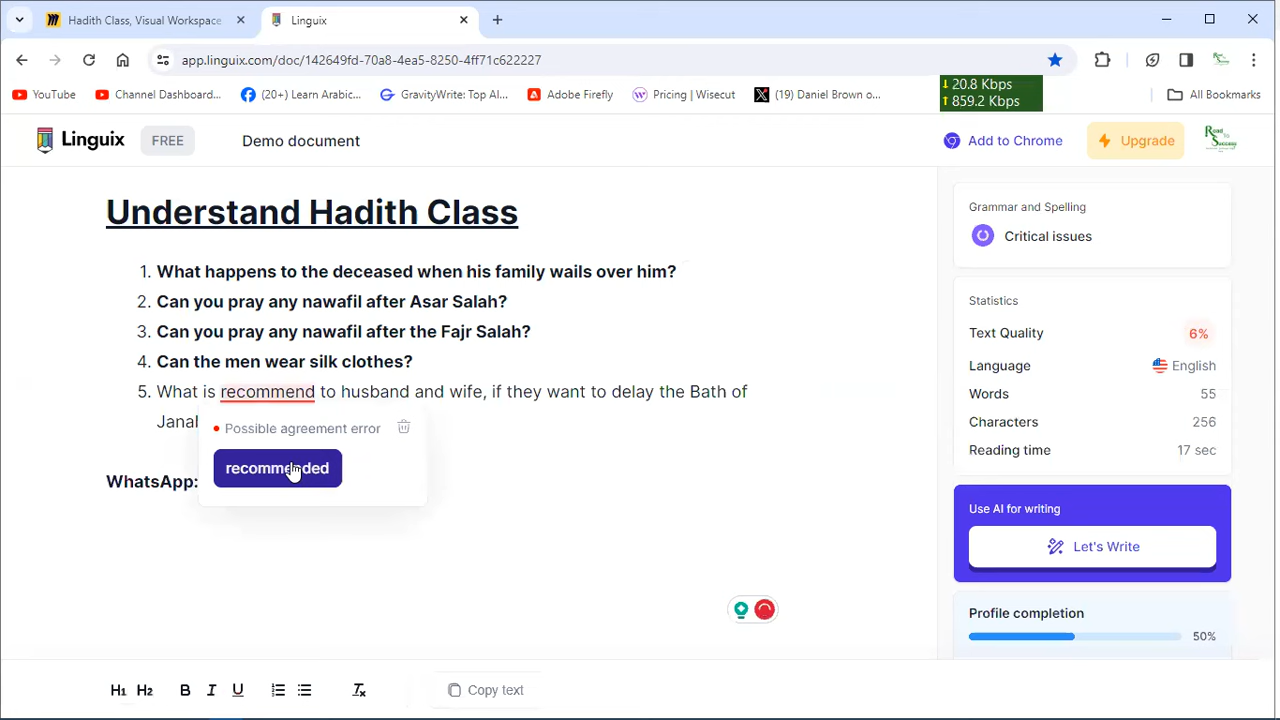 Hadith Class, Visual Workspace
Linguix
app.linguix.com/doc/142649fd-70a8-4ea5-8250-4ff71c622227
YouTube
Channel Dashboard...
(20+) Learn Arabic...
GravityWrite: Top AI...
Adobe Firefly
Pricing | Wisecut
(19) Daniel Brown o...
20.8 Kbps
859.2 Kbps
All Bookmarks
Linguix
FREE
Demo document
Add to Chrome
Upgrade
Read
To
Success
Understand Hadith Class
1. What happens to the deceased when his family wails over him?
2. Can you pray any nawafil after Asar Salah?
3. Can you pray any nawafil after the Fajr Salah?
4. Can the men wear silk clothes?
5. What is recommend to husband and wife, if they want to delay the Bath of
Janab
Possible agreement error
recommended
WhatsApp:
Grammar and Spelling
Critical issues
Statistics
Text Quality 6%
Language English
Words 55
Characters 256
Reading time 17 sec
Use AI for writing
Let's Write
Profile completion
50%
H1 H2 B I U
Copy text